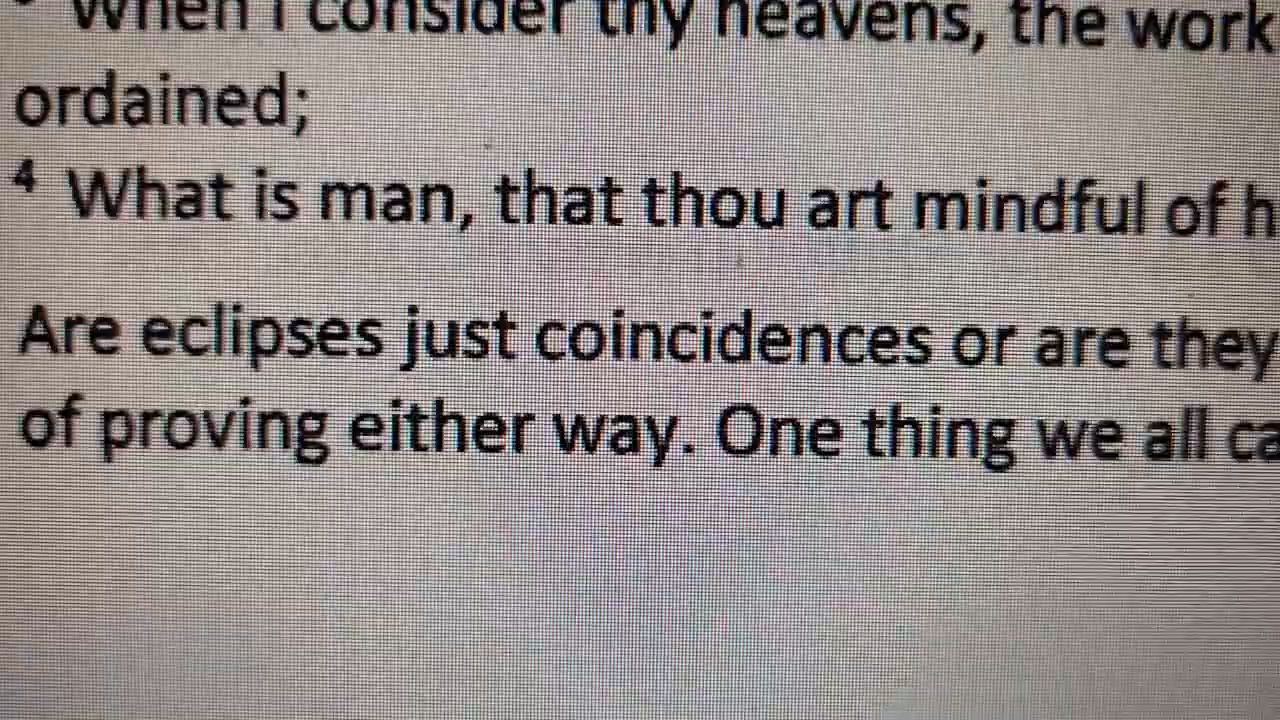 When I consider thy heavens, the work
ordained;
4 What is man, that thou art mindful of h
Are eclipses just coincidences or are they
of proving either way. One thing we all ca